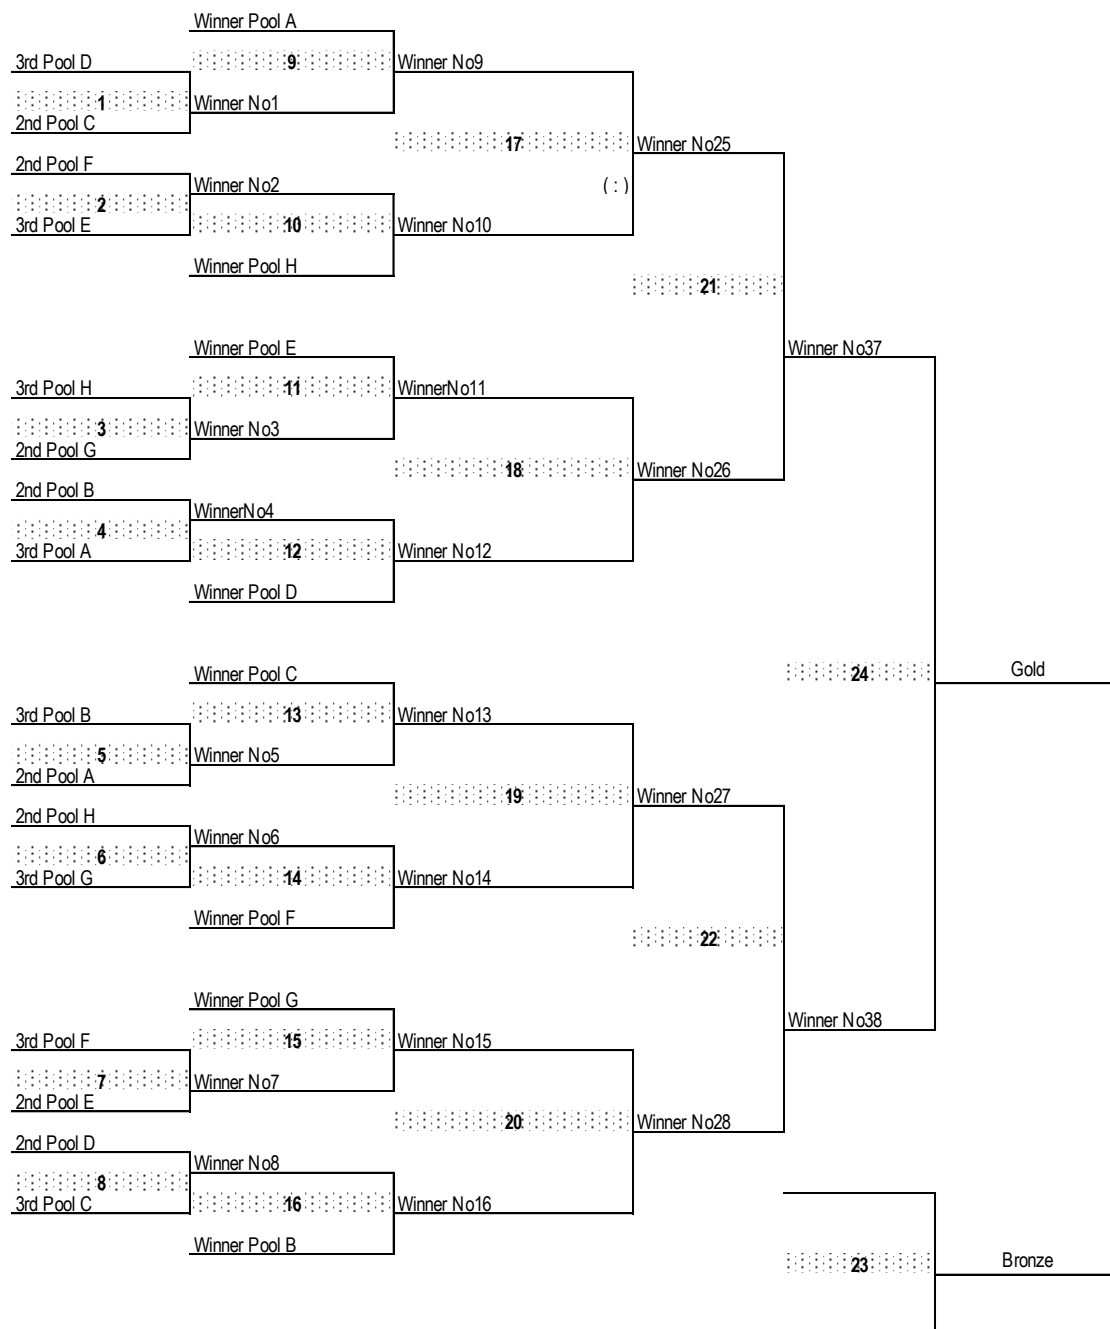 Winner Pool A
3rd Pool D
9
Winner No9
1
Winner No1
2nd Pool C
17
Winner No25
2nd Pool F
Winner No2
( : )
2
3rd Pool E
10
Winner No10
Winner Pool H
21
Winner Pool E
Winner No37
3rd Pool H
11
WinnerNo11
3
Winner No3
2nd Pool G
18
Winner No26
2nd Pool B
WinnerNo4
4
3rd Pool A
12
Winner No12
Winner Pool D
Winner Pool C
24
Gold
3rd Pool B
13
Winner No13
5
Winner No5
2nd Pool A
19
Winner No27
2nd Pool H
Winner No6
6
3rd Pool G
14
Winner No14
Winner Pool F
22
Winner Pool G
Winner No38
3rd Pool F
15
Winner No15
7
Winner No7
2nd Pool E
20
Winner No28
2nd Pool D
Winner No8
8
3rd Pool C
16
Winner No16
Winner Pool B
23
Bronze